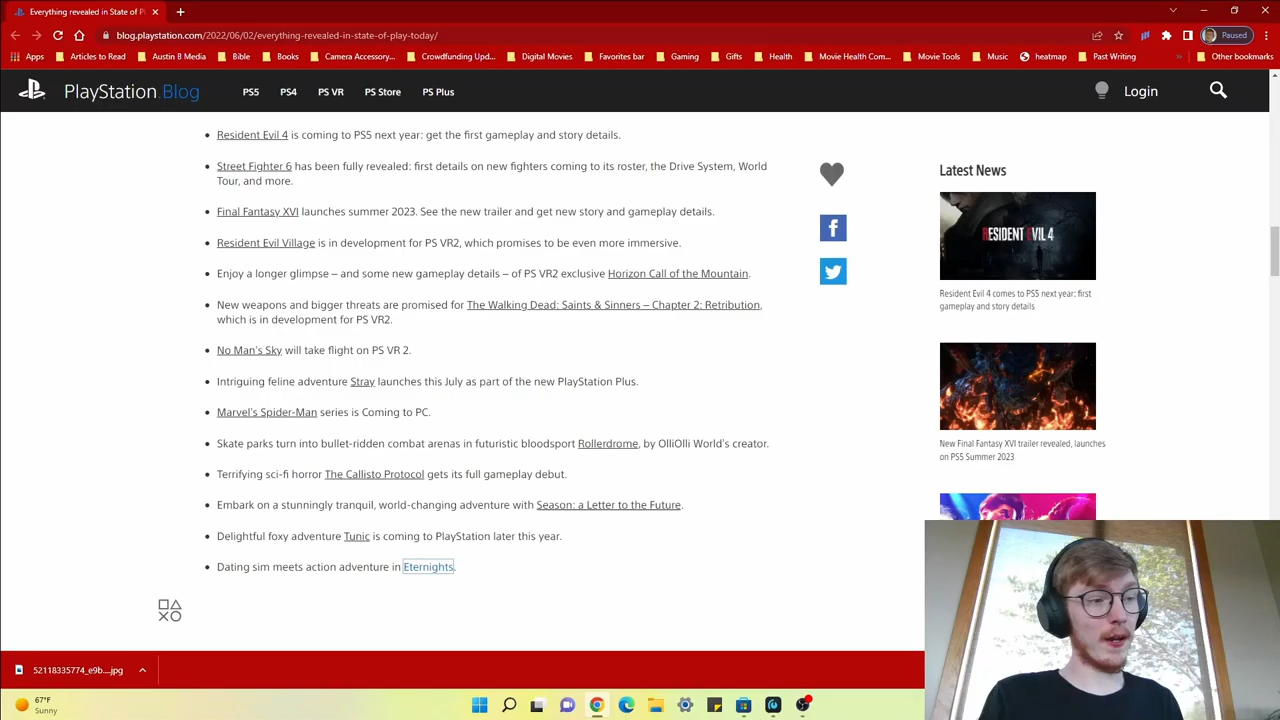 Everything revealed in State of Pl
blog.playstation.com/2022/06/02/everything-revealed-in-state-of-play-today/
Paused
Apps
Articles to Read
Austin B Media
Bible
Books
Camera Accessory...
Crowdfunding Upd...
Digital Movies
Favorites bar
Gaming
Gifts
Health
Movie Health Com...
Movie Tools
Music
heatmap
Past Writing
»
Other bookmarks
PlayStation.Blog
PS5
PS4
PS VR
PS Store
PS Plus
Login
• Resident Evil 4 is coming to PS5 next year: get the first gameplay and story details.
• Street Fighter 6 has been fully revealed: first details on new fighters coming to its roster, the Drive System, World
Tour, and more.
• Final Fantasy XVI launches summer 2023. See the new trailer and get new story and gameplay details.
• Resident Evil Village is in development for PS VR2, which promises to be even more immersive.
• Enjoy a longer glimpse – and some new gameplay details – of PS VR2 exclusive Horizon Call of the Mountain.
• New weapons and bigger threats are promised for The Walking Dead: Saints & Sinners – Chapter 2: Retribution,
which is in development for PS VR2.
• No Man's Sky will take flight on PS VR 2.
• Intriguing feline adventure Stray launches this July as part of the new PlayStation Plus.
• Marvel's Spider-Man series is Coming to PC.
• Skate parks turn into bullet-ridden combat arenas in futuristic bloodsport Rollerdrome, by OlliOlli World's creator.
• Terrifying sci-fi horror The Callisto Protocol gets its full gameplay debut.
• Embark on a stunningly tranquil, world-changing adventure with Season: a Letter to the Future.
• Delightful foxy adventure Tunic is coming to PlayStation later this year.
• Dating sim meets action adventure in Eternights.
Latest News
RESIDENT EVIL 4
Resident Evil 4 comes to PS5 next year: first
gameplay and story details
New Final Fantasy XVI trailer revealed, launches
on PS5 Summer 2023
52118335774_e9b....jpg
67°F
Sunny